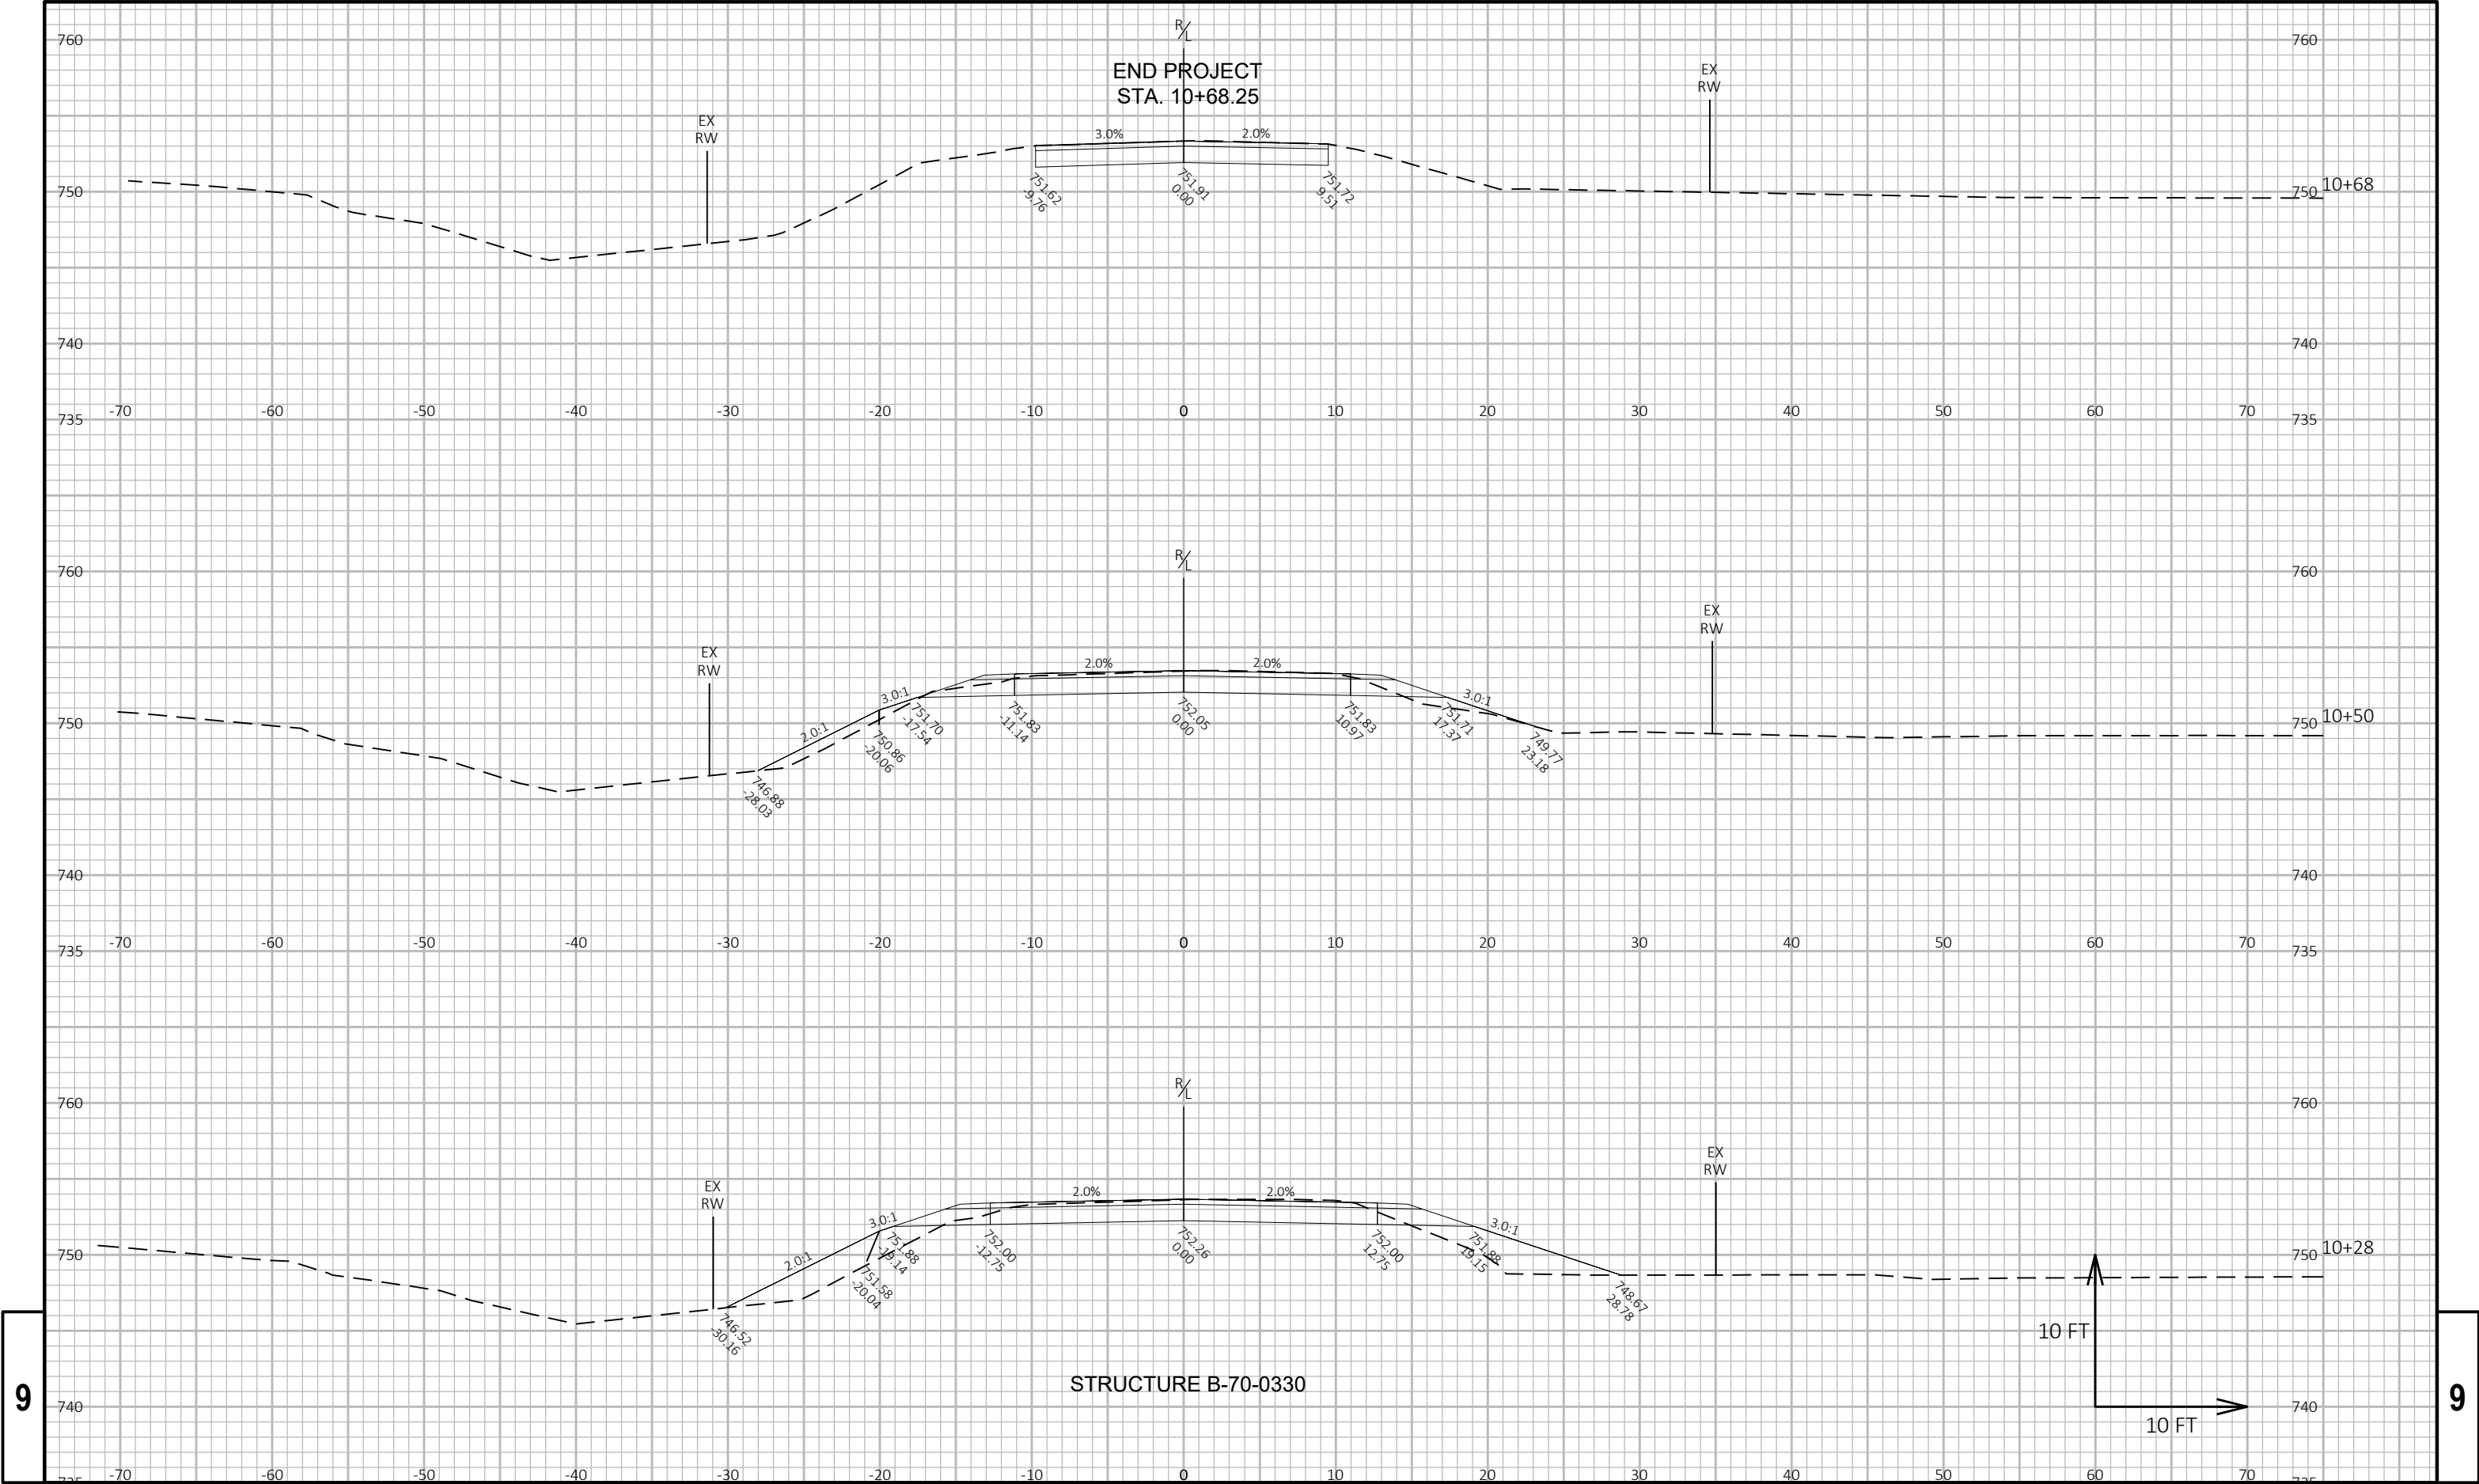 R/L
760 760
END PROJECT
STA. 10+68.25
EX
RW
EX
RW
3.0% 2.0%
751.62
-9.76
751.91
0.00
751.72
9.51
750 750 10+68
740 740
-70 -60 -50 -40 -30 -20 -10 0 10 20 30 40 50 60 70
735 735
R/L
760 760
EX
RW
EX
RW
2.0% 2.0%
3.0:1 3.0:1
2.0:1
750 750 10+50
746.88
-28.03
750.86
-20.06
751.70
-17.54
751.83
-11.14
752.05
0.00
751.83
10.97
751.71
17.37
749.77
23.18
740 740
-70 -60 -50 -40 -30 -20 -10 0 10 20 30 40 50 60 70
735 735
R/L
760 760
EX
RW
EX
RW
2.0% 2.0%
3.0:1 3.0:1
2.0:1
750 750 10+28
746.52
-30.16
751.58
-20.04
751.88
-19.14
752.00
-12.75
752.26
0.00
752.00
12.75
751.88
19.15
748.67
28.78
10 FT
STRUCTURE B-70-0330
9 9
740 740
10 FT
-70 -60 -50 -40 -30 -20 -10 0 10 20 30 40 50 60 70
735 735